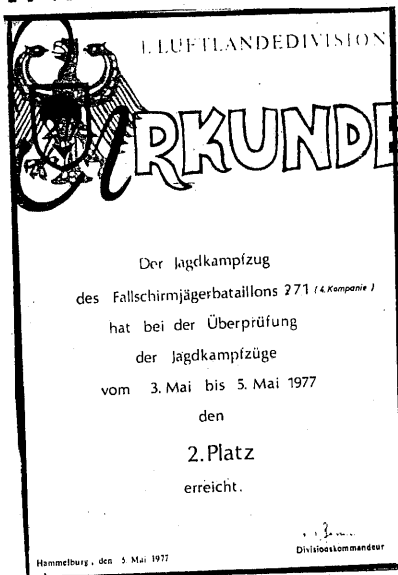 1. LUFTLANDEDIVISION
URKUNDE
Der Jagdkampfzug
des Fallschirmjägerbataillons 271 (4. Kompanie)
hat bei der Überprüfung
der Jagdkampfzüge
vom 3. Mai bis 5. Mai 1977
den
2. Platz
erreicht.
Divisionskommandeur
Hammelburg, den 5. Mai 1977